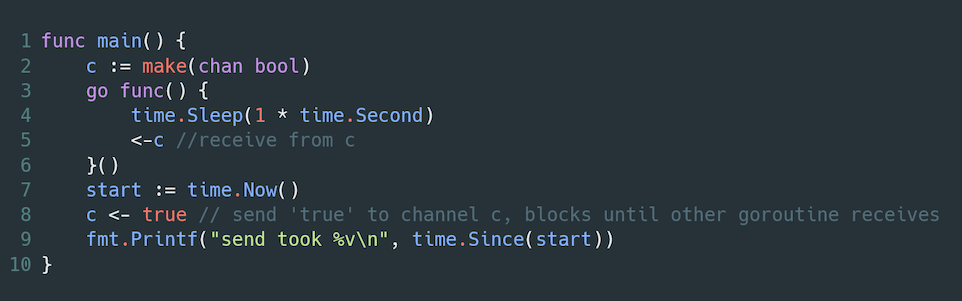 1 func main() {
2     c := make(chan bool)
3     go func() {
4         time.Sleep(1 * time.Second)
5         <-c //receive from c
6     }()
7     start := time.Now()
8     c <- true // send 'true' to channel c, blocks until other goroutine receives
9     fmt.Printf("send took %v\n", time.Since(start))
10 }